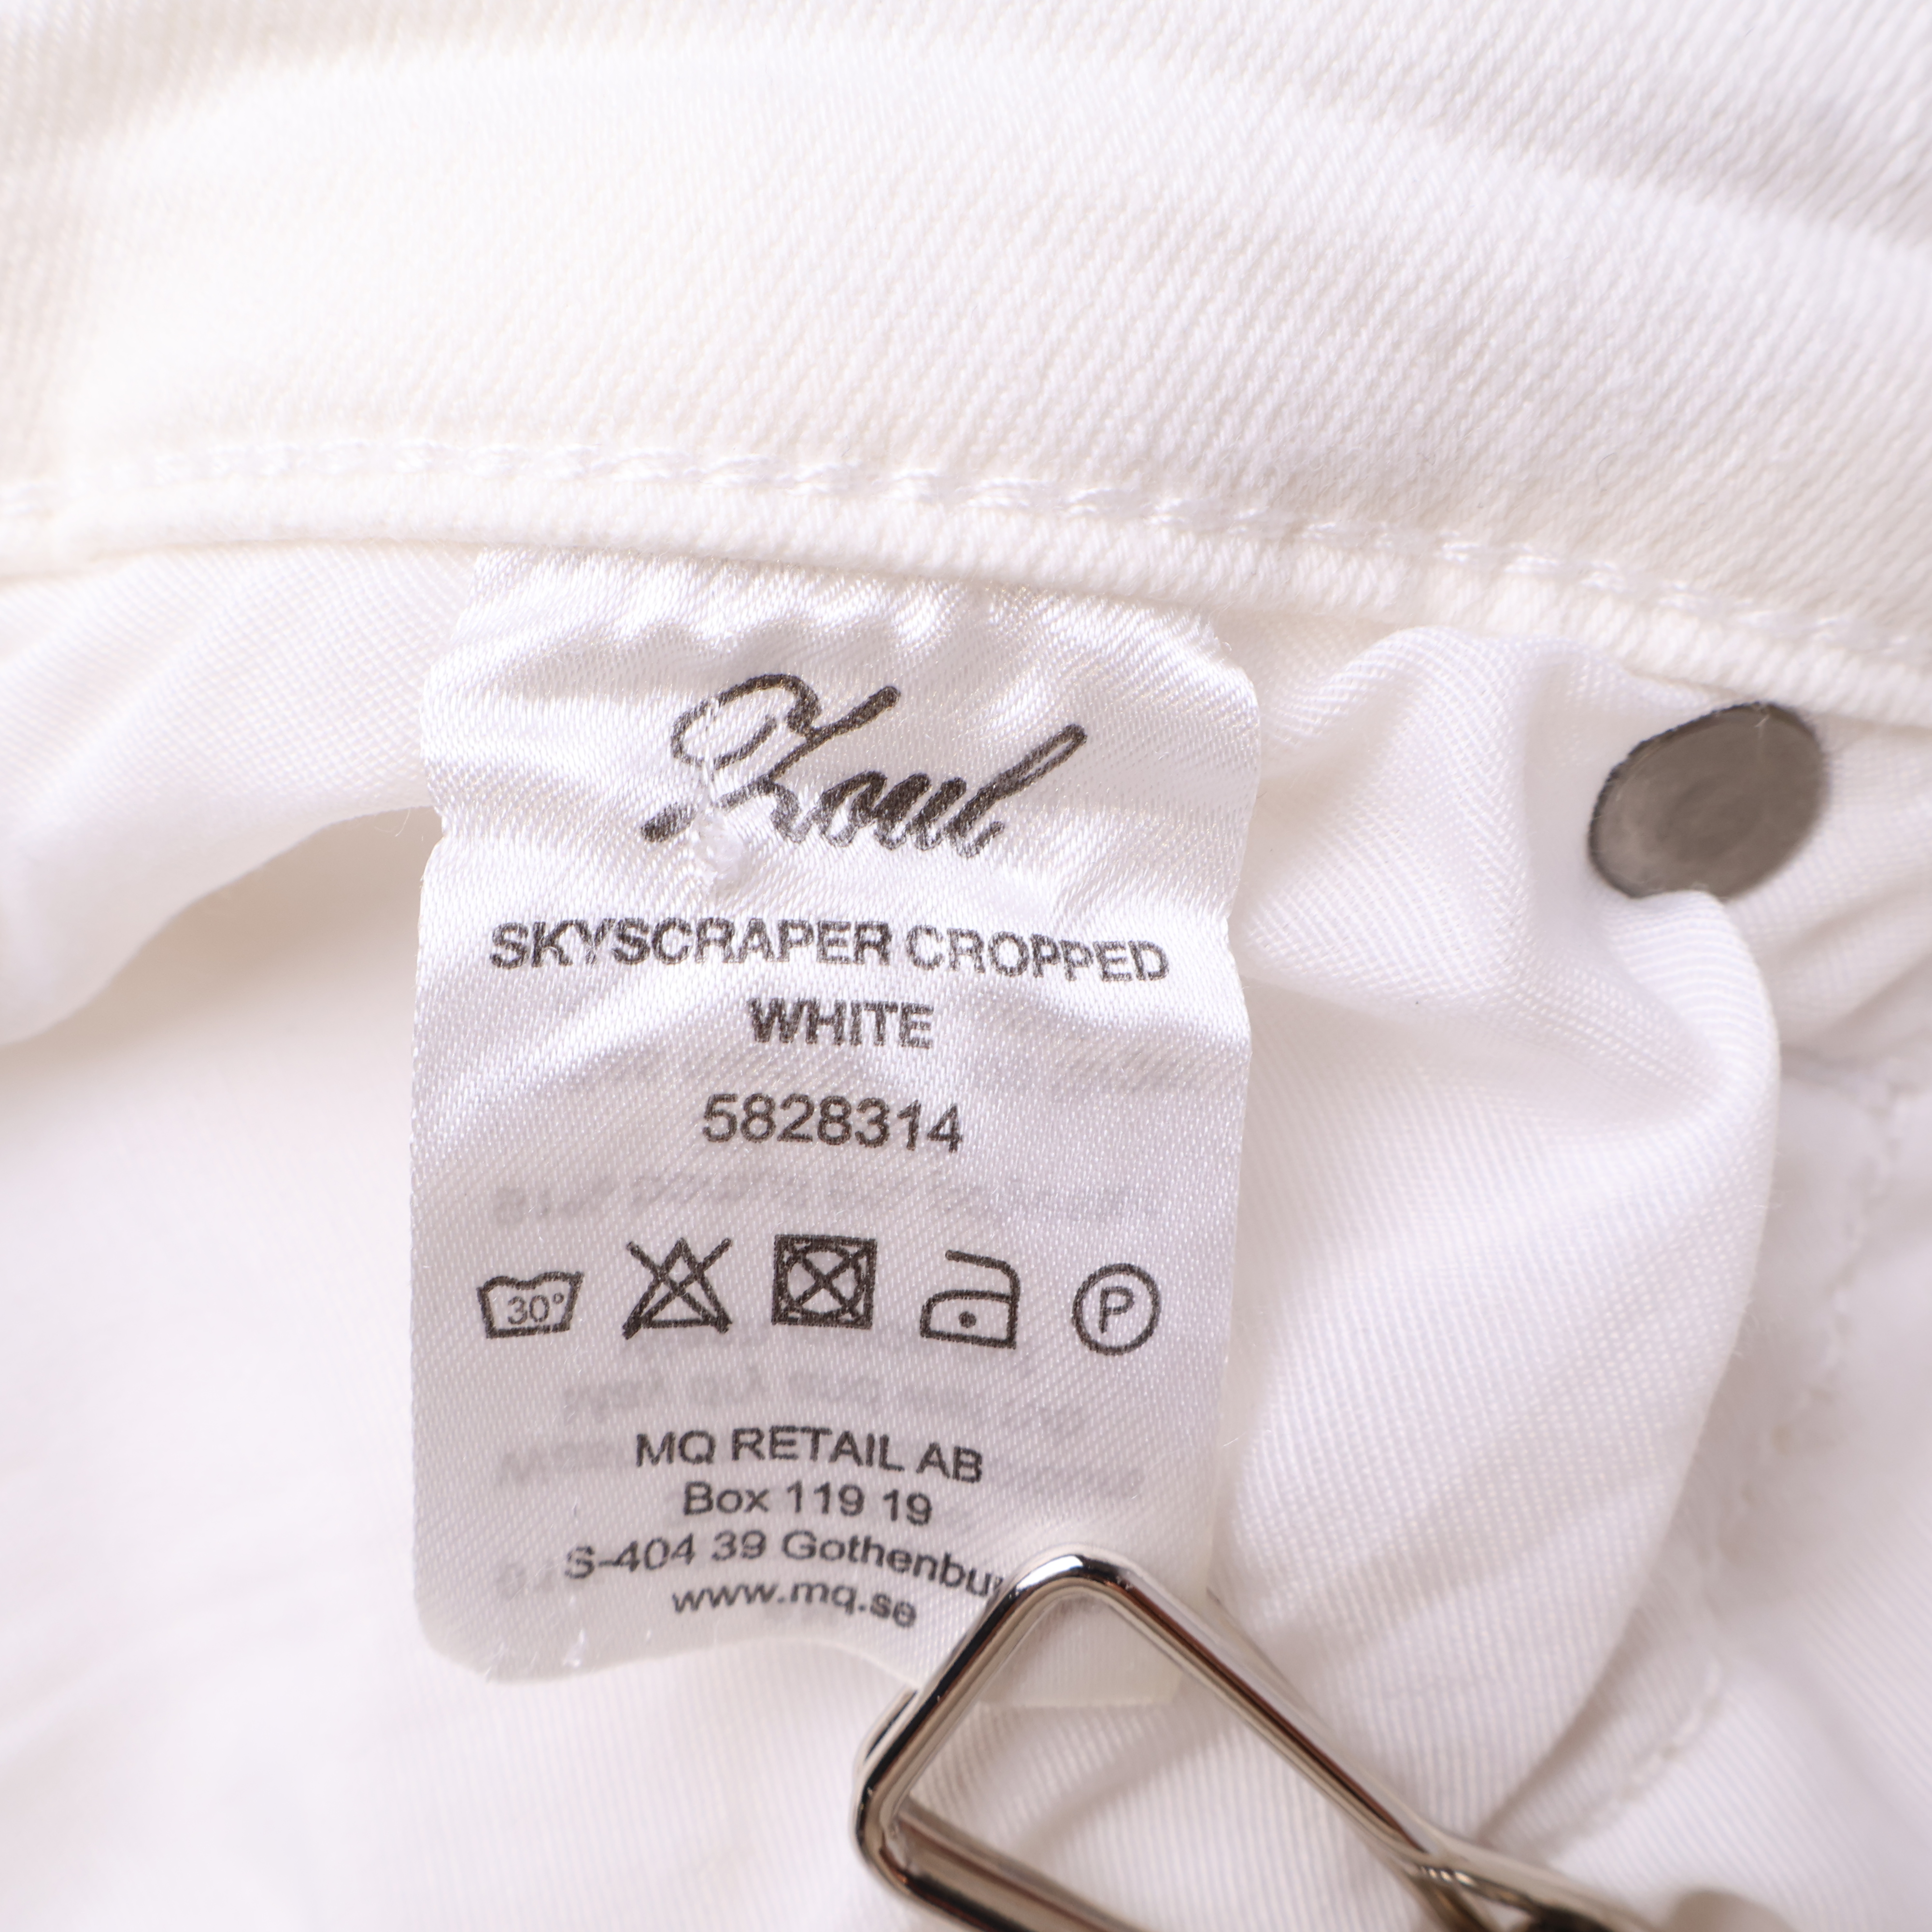 Zoul
SKYSCRAPER CROPPED
WHITE
5828314
30°
P
MQ RETAIL AB
Box 119 19
S-404 39 Gothenbu
www.mq.se